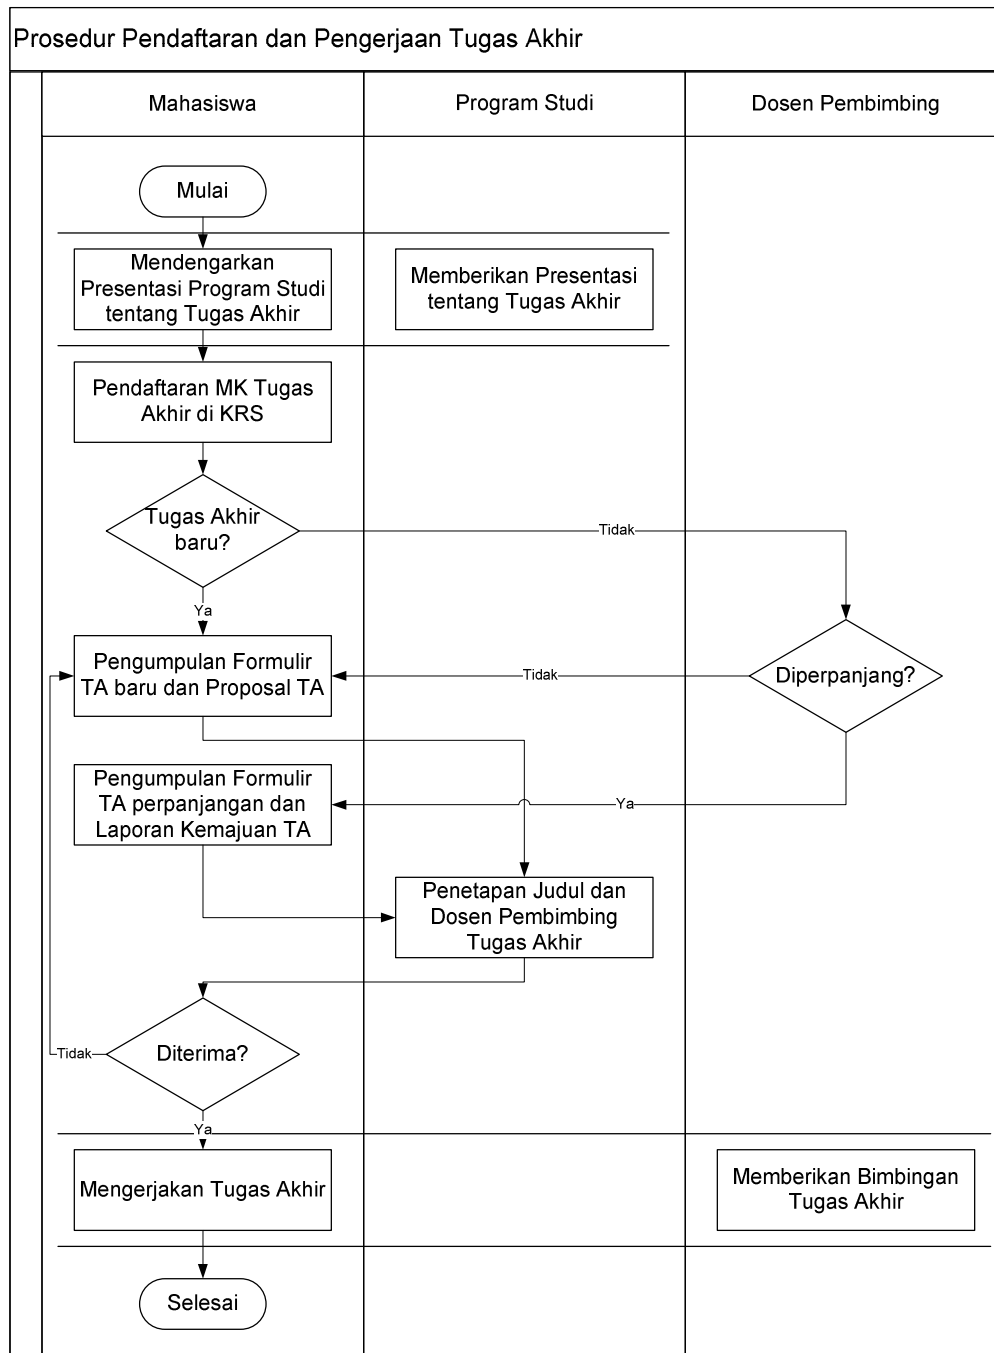 Prosedur Pendaftaran dan Pengerjaan Tugas Akhir
Mahasiswa
Program Studi
Dosen Pembimbing
Mulai
Mendengarkan
Presentasi Program Studi
tentang Tugas Akhir
Memberikan Presentasi
tentang Tugas Akhir
Pendaftaran MK Tugas
Akhir di KRS
Tugas Akhir
baru?
Tidak
Ya
Pengumpulan Formulir
TA baru dan Proposal TA
Tidak
Diperpanjang?
Pengumpulan Formulir
TA perpanjangan dan
Laporan Kemajuan TA
Ya
Penetapan Judul dan
Dosen Pembimbing
Tugas Akhir
Tidak
Diterima?
Ya
Mengerjakan Tugas Akhir
Memberikan Bimbingan
Tugas Akhir
Selesai